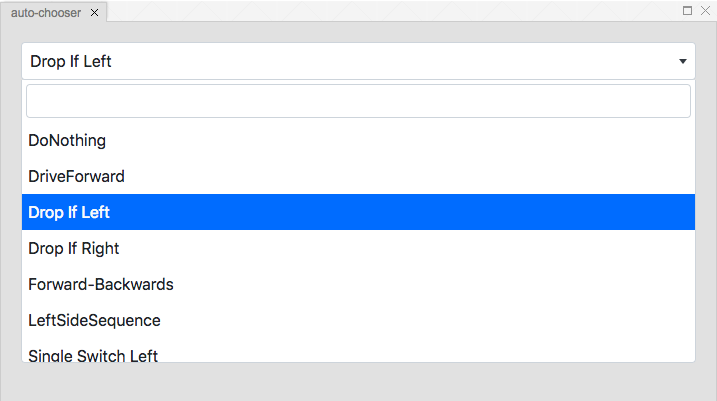 auto-chooser
Drop If Left
DoNothing
DriveForward
Drop If Left
Drop If Right
Forward-Backwards
LeftSideSequence
Single Switch Left